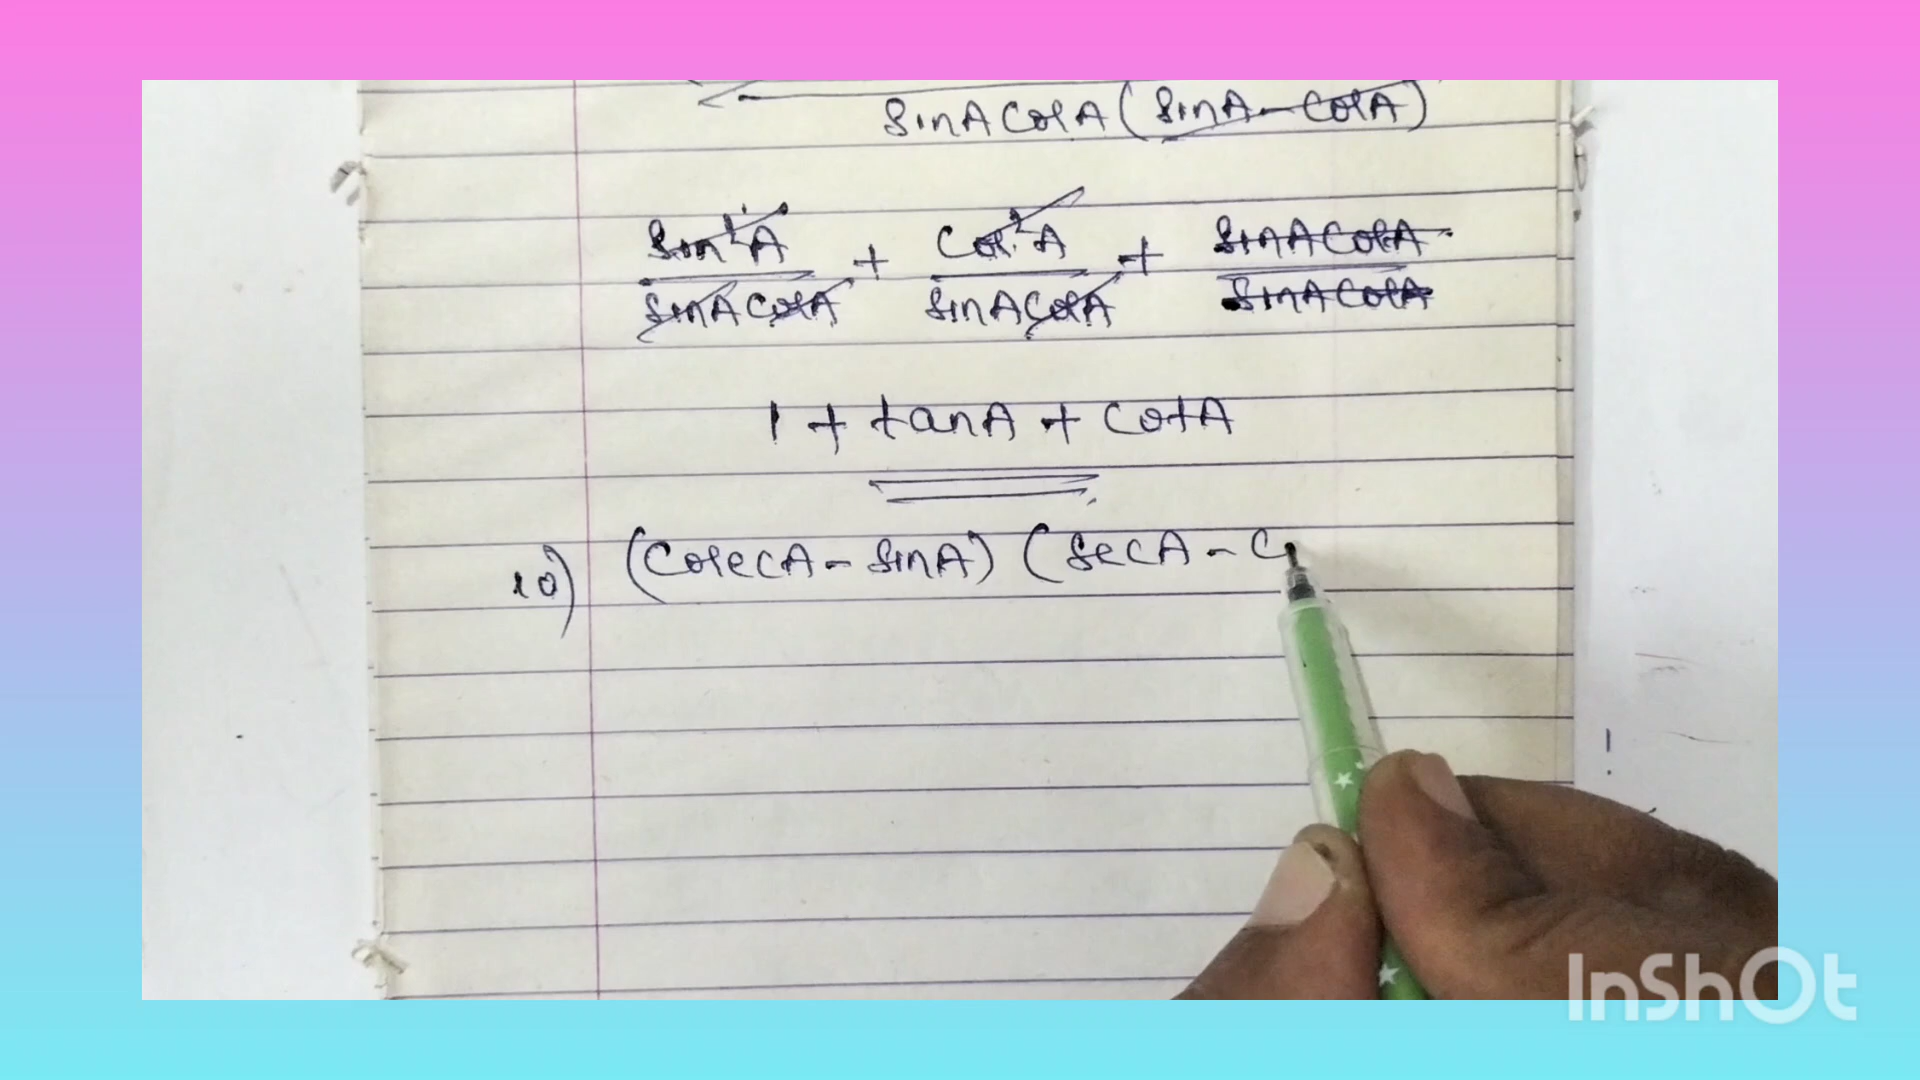 SinA CosA (SinA - CosA)
Sin²A / SinA CosA + Cos²A / SinA CosA + SinA CosA / SinA CosA
1 + tanA + CotA
10) (CosecA - SinA) (SecA - C
InShOt